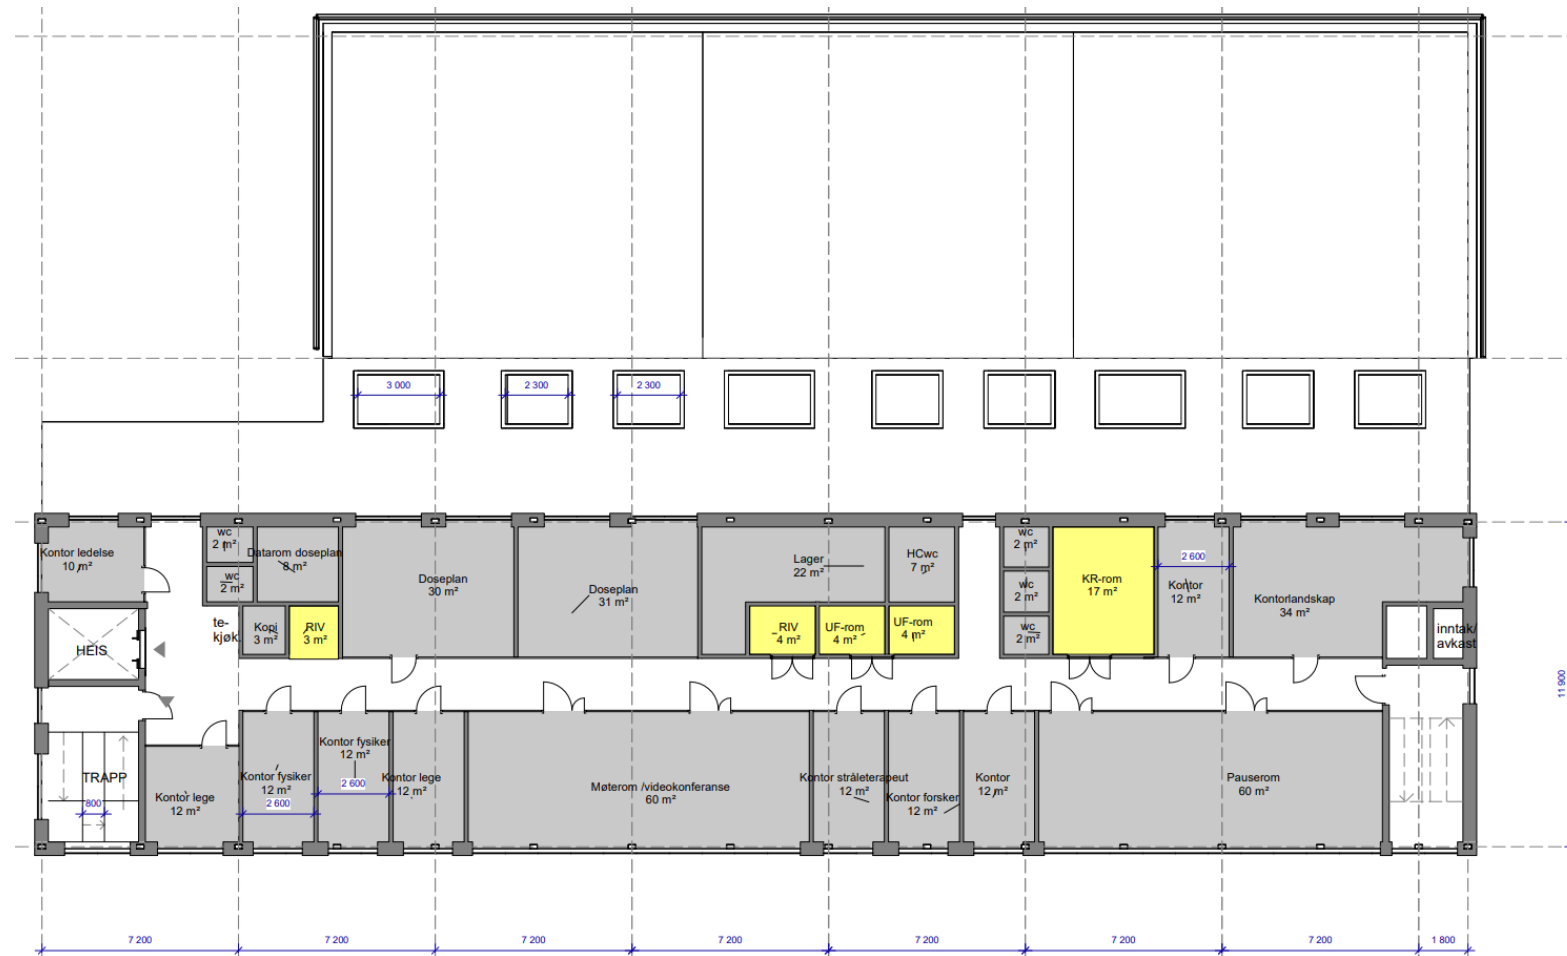 3 000
2 300
2 300
Kontor ledelse
10 m²
wc
2 m²
wc
2 m²
Datarom doseplan
8 m²
Doseplan
30 m²
Doseplan
31 m²
Lager
22 m²
HCwc
7 m²
wc
2 m²
wc
2 m²
wc
2 m²
KR-rom
17 m²
2 600
Kontor
12 m²
Kontorlandskap
34 m²
inntak/
avkast
HEIS
te-
kjøk.
Kopi
3 m²
RIV
3 m²
RIV
4 m²
UF-rom
4 m²
UF-rom
4 m²
11 900
TRAPP
800
Kontor lege
12 m²
Kontor fysiker
12 m²
2 600
Kontor fysiker
12 m²
2 600
Kontor lege
12 m²
Møterom /videokonferanse
60 m²
Kontor stråleterapeut
12 m²
Kontor forsker
12 m²
Kontor
12 m²
Pauserom
60 m²
7 200
7 200
7 200
7 200
7 200
7 200
7 200
1 800